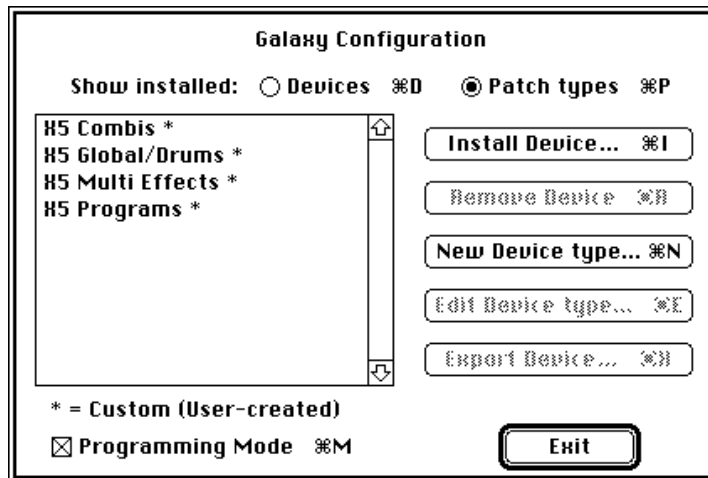 Galaxy Configuration
Show installed: Devices ⌘D Patch types ⌘P
X5 Combis *
X5 Global/Drums *
X5 Multi Effects *
X5 Programs *
Install Device... ⌘I
Remove Device ⌘R
New Device type... ⌘N
Edit Device type... ⌘E
Export Device... ⌘X
* = Custom (User-created)
Programming Mode ⌘M
Exit